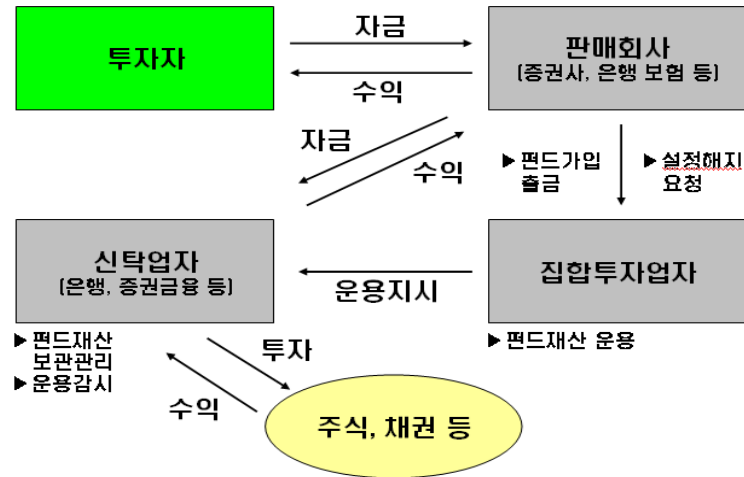 투자자
자금
수익
판매회사
(증권사, 은행 보험 등)
자금
수익
▶ 펀드가입
출금
▶ 설정해지
요청
신탁업자
(은행, 증권금융 등)
운용지시
집합투자업자
▶ 펀드재산
보관관리
▶ 운용감시
투자
수익
▶ 펀드재산 운용
주식, 채권 등